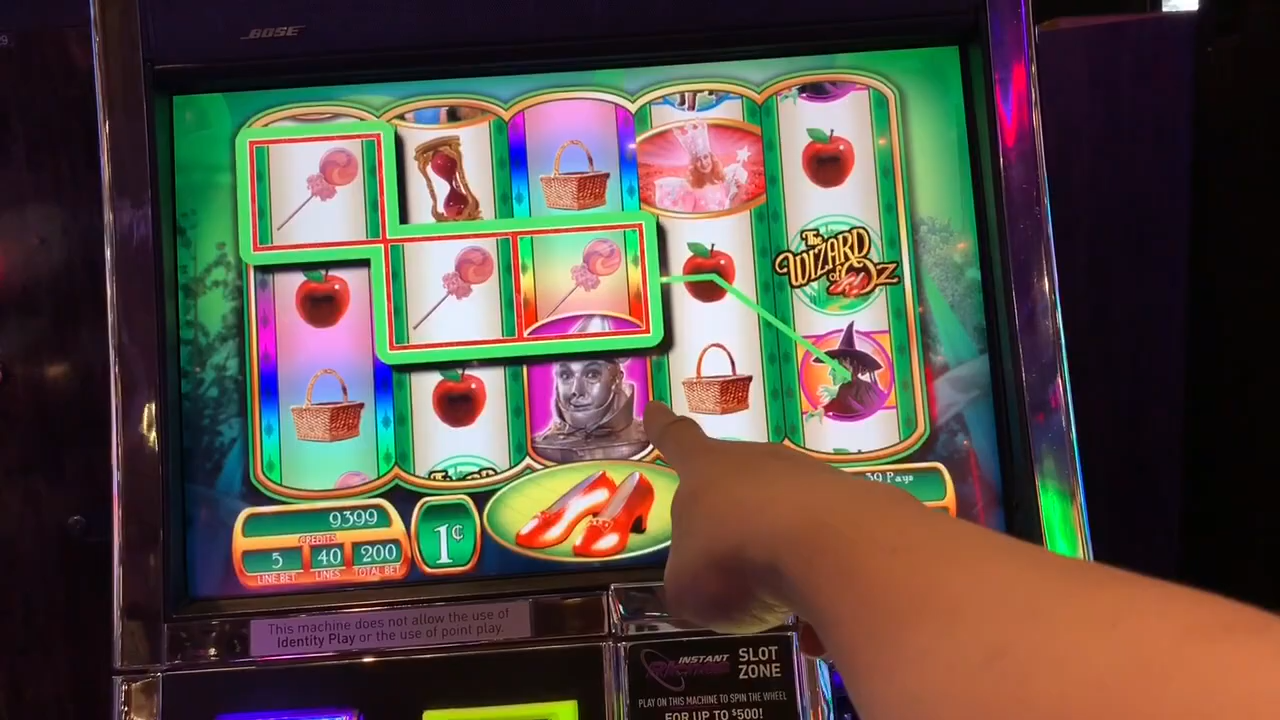 BOSE
The
WIZARD
of OZ
39 Pays
9399
CREDITS
5 40 200
LINE BET LINES TOTAL BET
1¢
This machine does not allow the use of
Identity Play or the use of point play.
INSTANT
SLOT
ZONE
PLAY ON THIS MACHINE TO SPIN THE WHEEL
FOR UP TO $500!